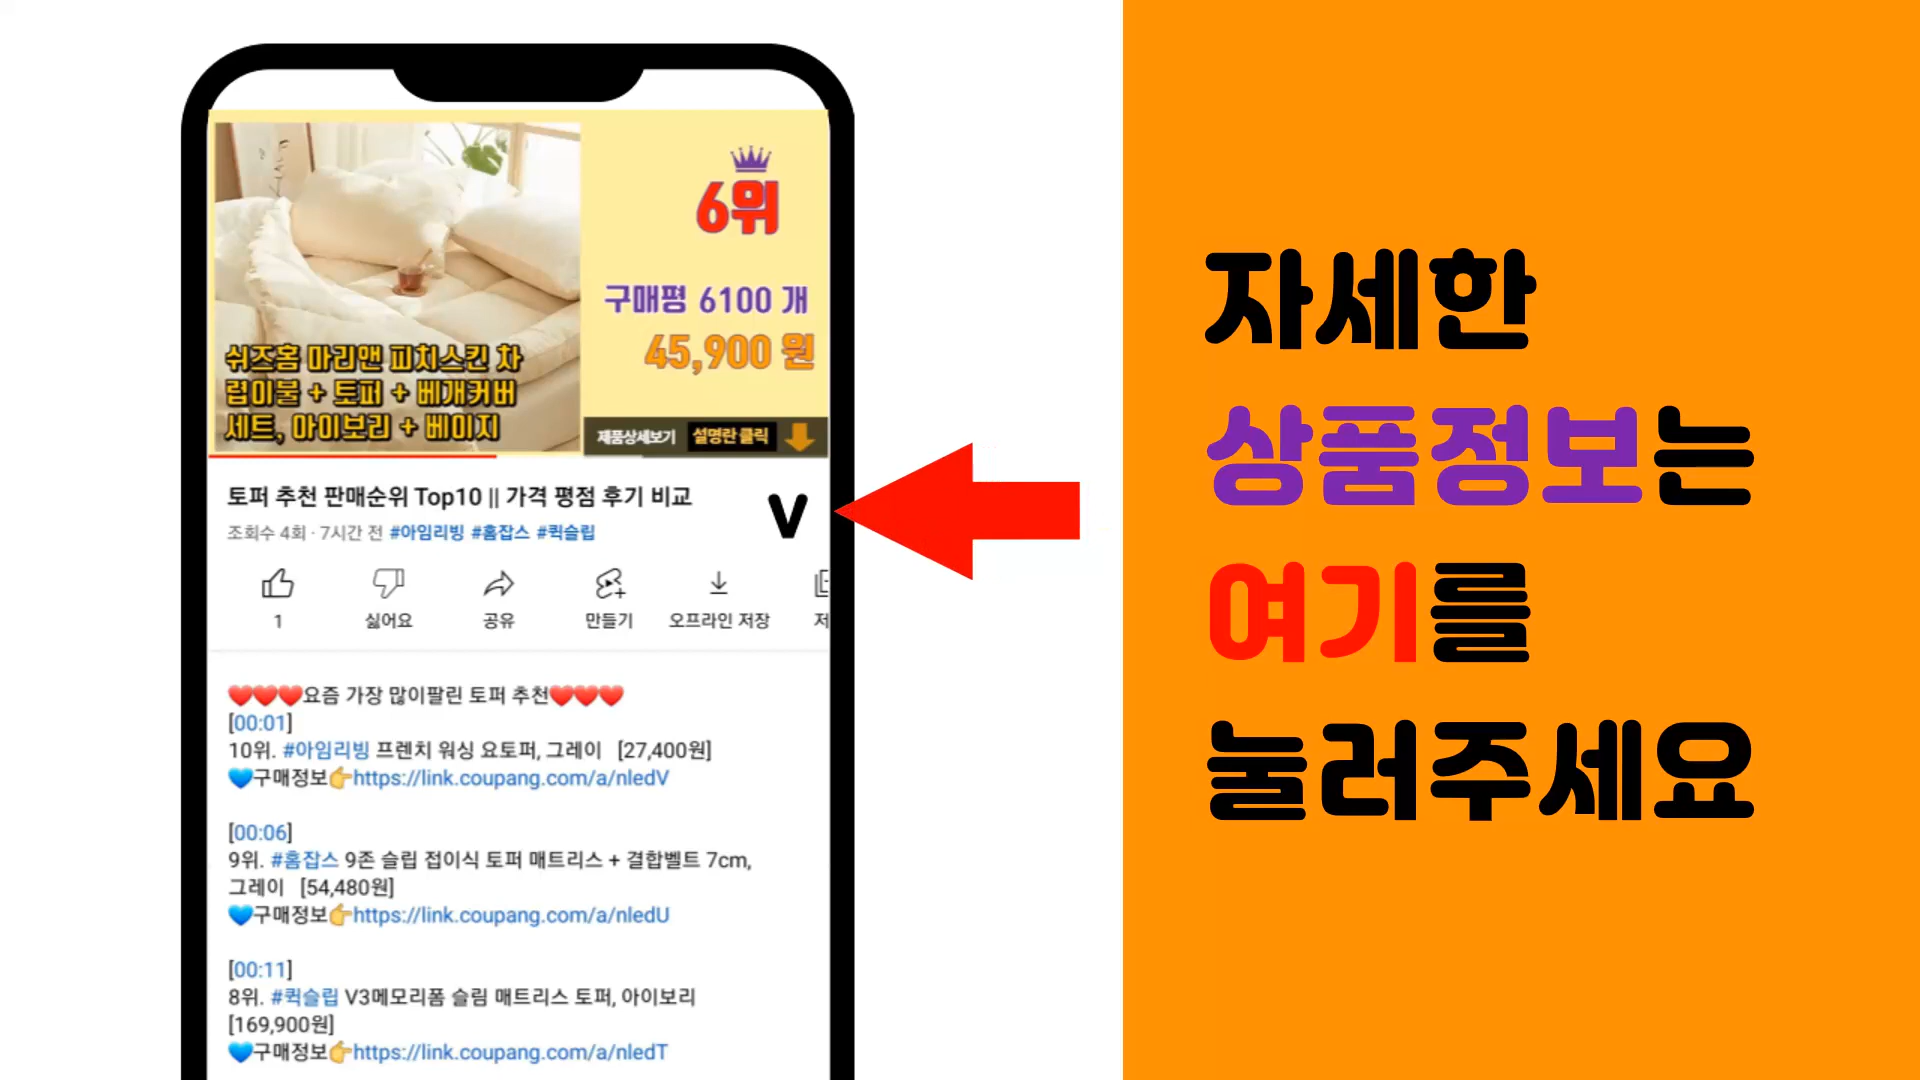 6위
구매평 6100 개
45,900 원
쉬즈홈 마리앤 피치스킨 차
렵이불 + 토퍼 + 베개커버
세트, 아이보리 + 베이지
제품상세보기 설명란 클릭
토퍼 추천 판매순위 Top10 || 가격 평점 후기 비교
조회수 4회 · 7시간 전 #아임리빙 #홈잡스 #퀵슬립
V
1 싫어요 공유 만들기 오프라인 저장 저
❤️❤️❤️요즘 가장 많이팔린 토퍼 추천❤️❤️❤️
[00:01]
10위. #아임리빙 프렌치 워싱 요토퍼, 그레이 [27,400원]
💙구매정보👉https://link.coupang.com/a/nledV
[00:06]
9위. #홈잡스 9존 슬립 접이식 토퍼 매트리스 + 결합벨트 7cm,
그레이 [54,480원]
💙구매정보👉https://link.coupang.com/a/nledU
[00:11]
8위. #퀵슬립 V3메모리폼 슬림 매트리스 토퍼, 아이보리
[169,900원]
💙구매정보👉https://link.coupang.com/a/nledT
자세한
상품정보는
여기를
눌러주세요